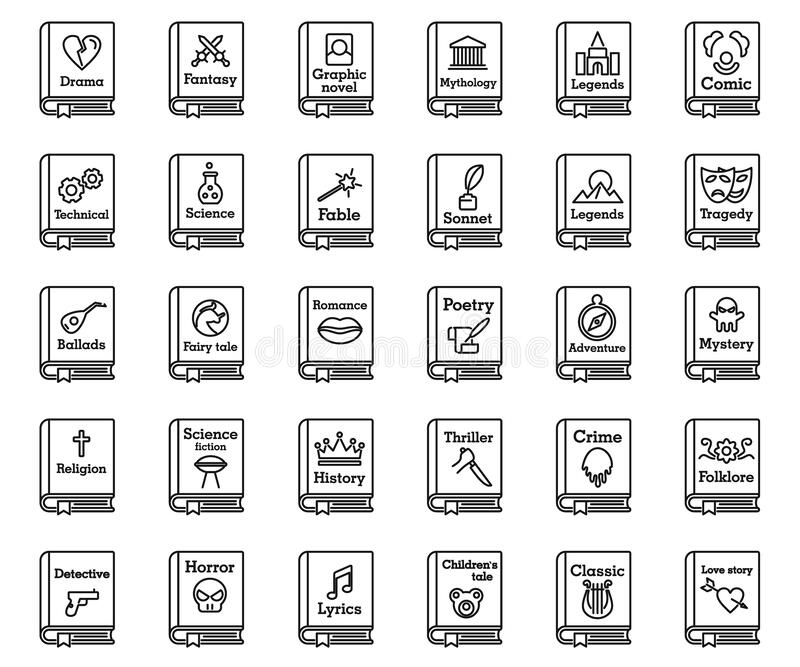 Drama
Fantasy
Graphic
novel
Mythology
Legends
Comic
Technical
Science
Fable
Sonnet
Legends
Tragedy
Ballads
Fairy tale
Romance
Poetry
Adventure
Mystery
Religion
Science
fiction
History
Thriller
Crime
Folklore
Detective
Horror
Lyrics
Children's
tale
Classic
Love story
dreamstime